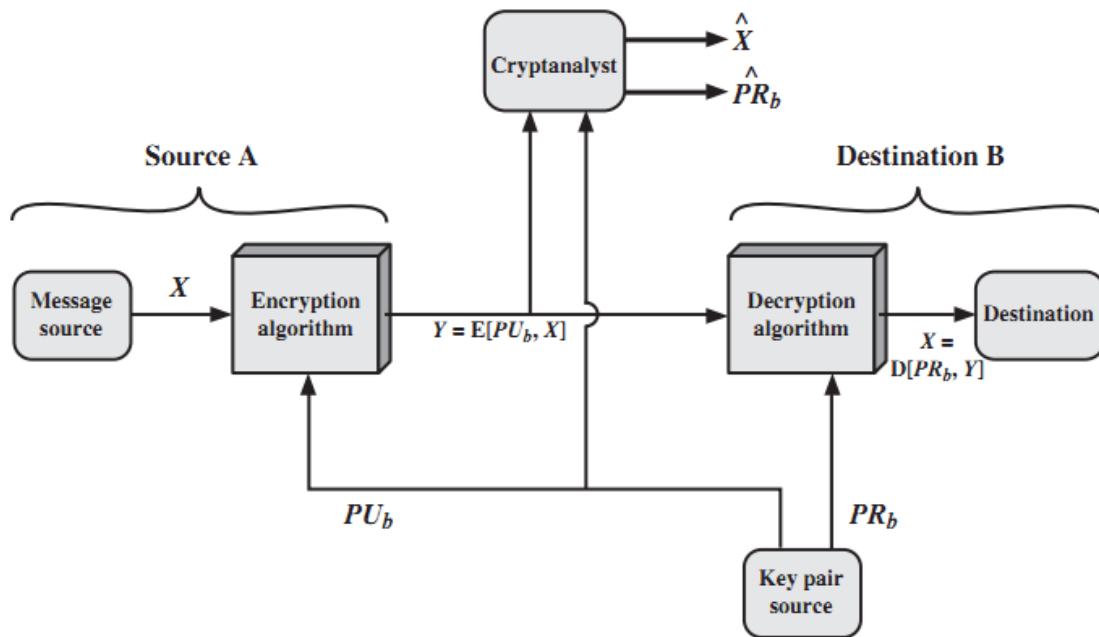 Cryptanalyst
X̂
P̂R_b
Source A
Destination B
Message
source
X
Encryption
algorithm
Y = E[PU_b, X]
Decryption
algorithm
X =
D[PR_b, Y]
Destination
PU_b
PR_b
Key pair
source